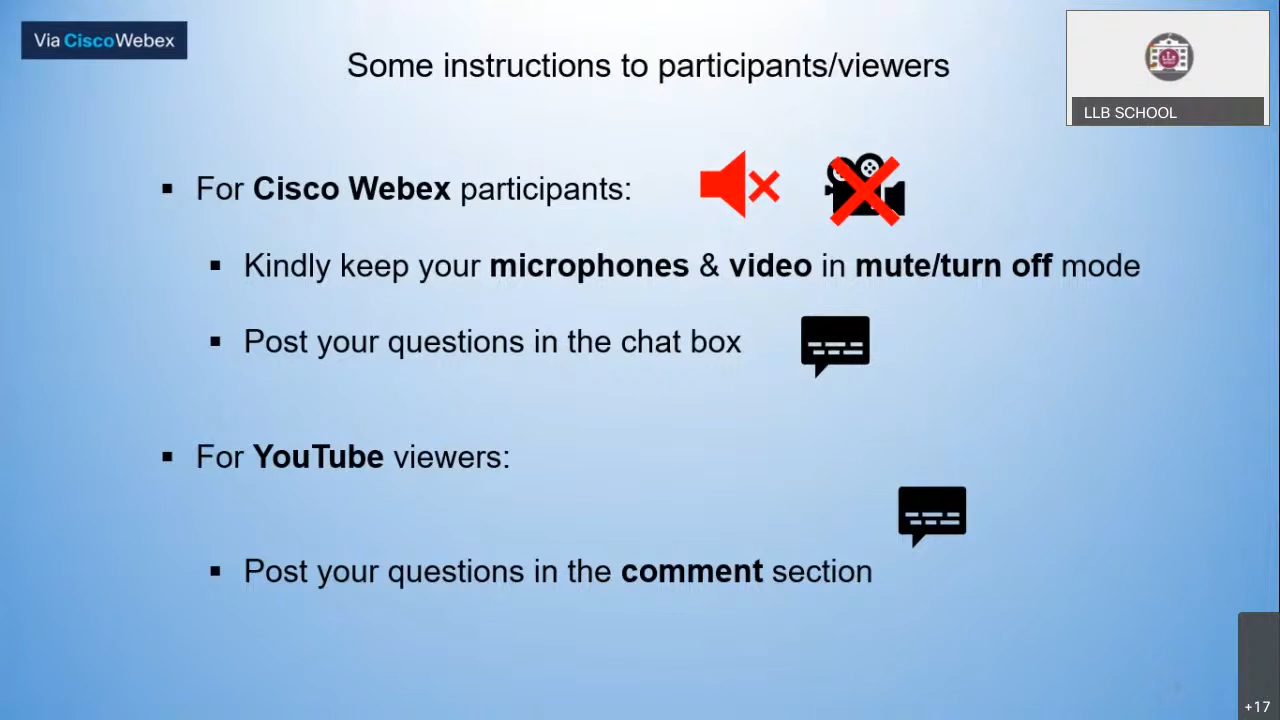 Via Cisco Webex
Some instructions to participants/viewers
LLB SCHOOL
▪ For Cisco Webex participants:
▪ Kindly keep your microphones & video in mute/turn off mode
▪ Post your questions in the chat box
▪ For YouTube viewers:
▪ Post your questions in the comment section
+17